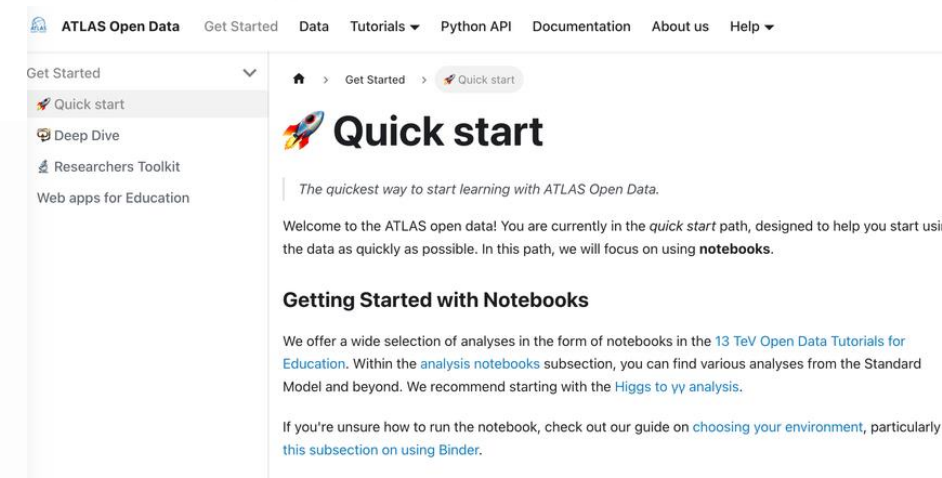 ATLAS Open Data Get Started Data Tutorials Python API Documentation About us Help
Get Started
Quick start
Deep Dive
Researchers Toolkit
Web apps for Education
Get Started > Quick start
Quick start
The quickest way to start learning with ATLAS Open Data.
Welcome to the ATLAS open data! You are currently in the quick start path, designed to help you start usi
the data as quickly as possible. In this path, we will focus on using notebooks.
Getting Started with Notebooks
We offer a wide selection of analyses in the form of notebooks in the 13 TeV Open Data Tutorials for
Education. Within the analysis notebooks subsection, you can find various analyses from the Standard
Model and beyond. We recommend starting with the Higgs to γγ analysis.
If you're unsure how to run the notebook, check out our guide on choosing your environment, particularly
this subsection on using Binder.